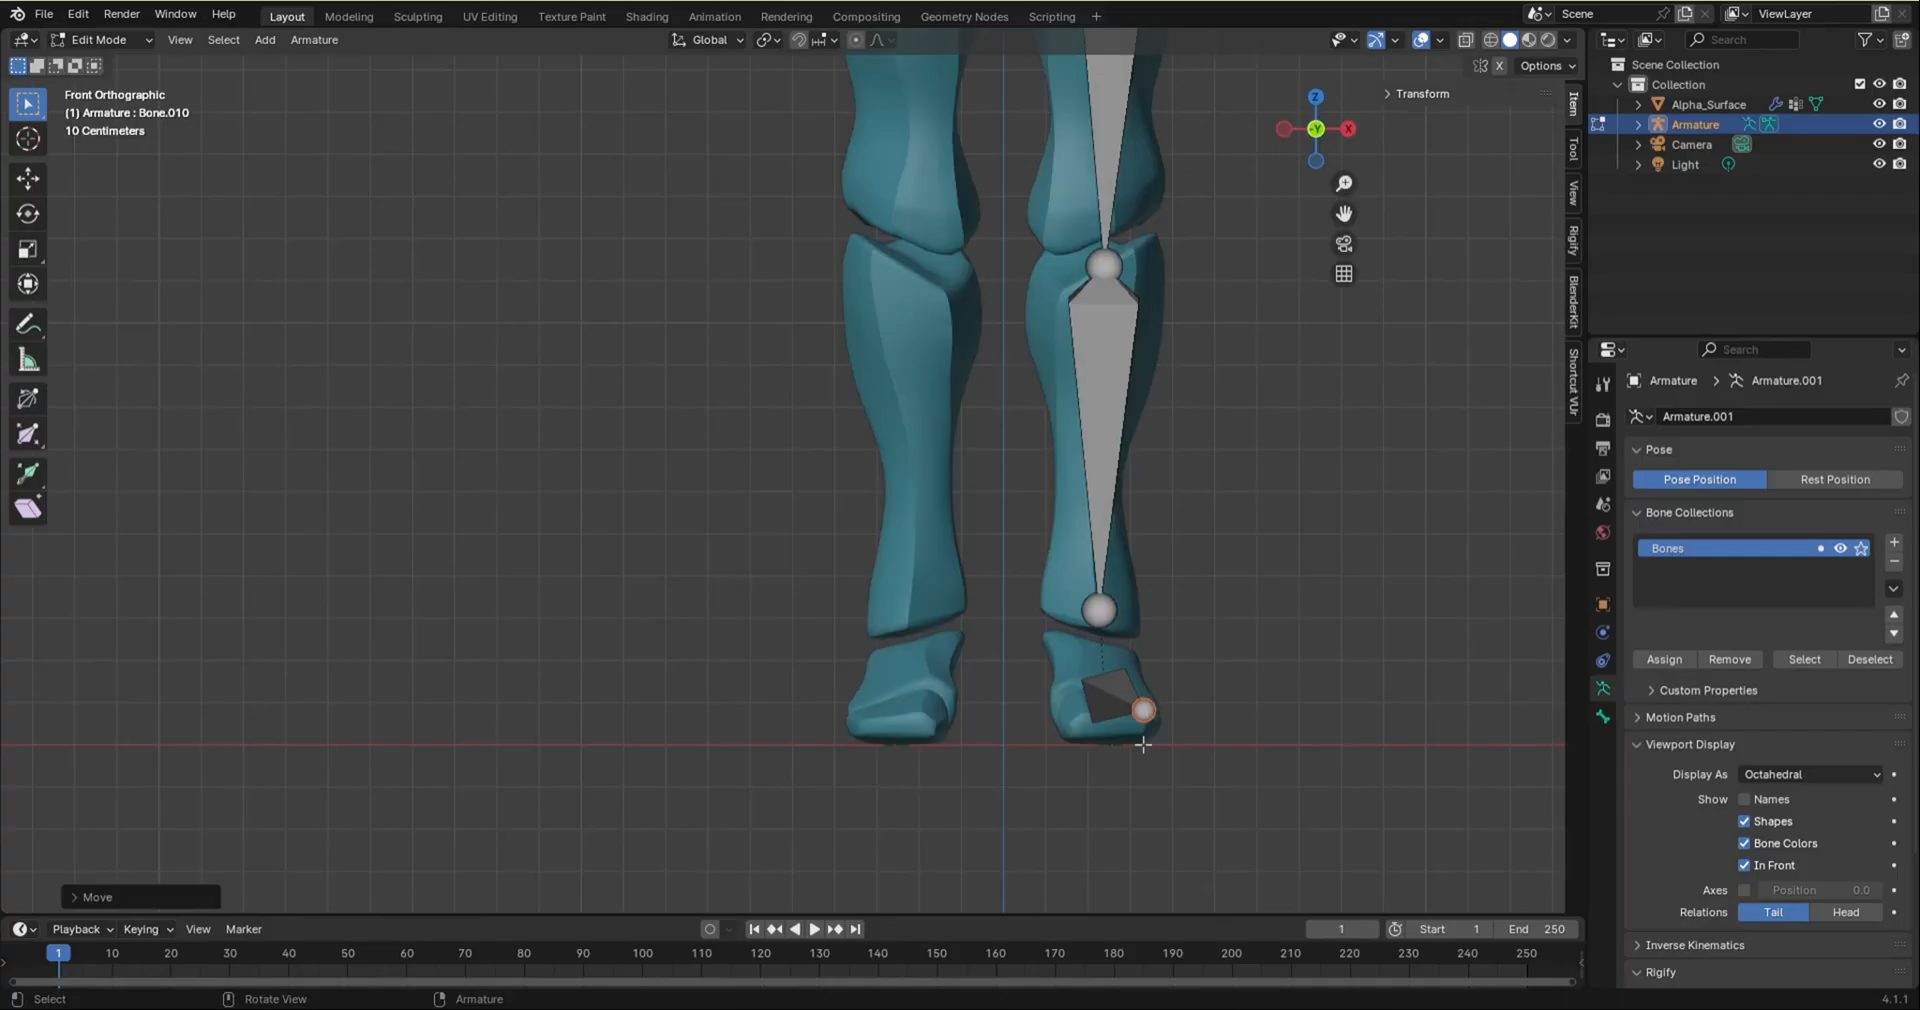 File Edit Render Window Help Layout Modeling Sculpting UV Editing Texture Paint Shading Animation Rendering Compositing Geometry Nodes Scripting + Scene ViewLayer
Edit Mode View Select Add Armature Global Search
X Options
Front Orthographic
(1) Armature : Bone.010
10 Centimeters
Transform
Z
-Y
X
Item
Tool
View
Rigify
BlenderKit
Shortcut VUr
Scene Collection
Collection
Alpha_Surface
Armature
Camera
Light
Search
Armature Armature.001
Armature.001
Pose
Pose Position Rest Position
Bone Collections
Bones
Assign Remove Select Deselect
Custom Properties
Motion Paths
Viewport Display
Display As Octahedral
Show Names
Shapes
Bone Colors
In Front
Axes Position 0.0
Relations Tail Head
Inverse Kinematics
Rigify
Move
Playback Keying View Marker 1 Start 1 End 250
1 10 20 30 40 50 60 70 80 90 100 110 120 130 140 150 160 170 180 190 200 210 220 230 240 250
Select Rotate View Armature 4.1.1